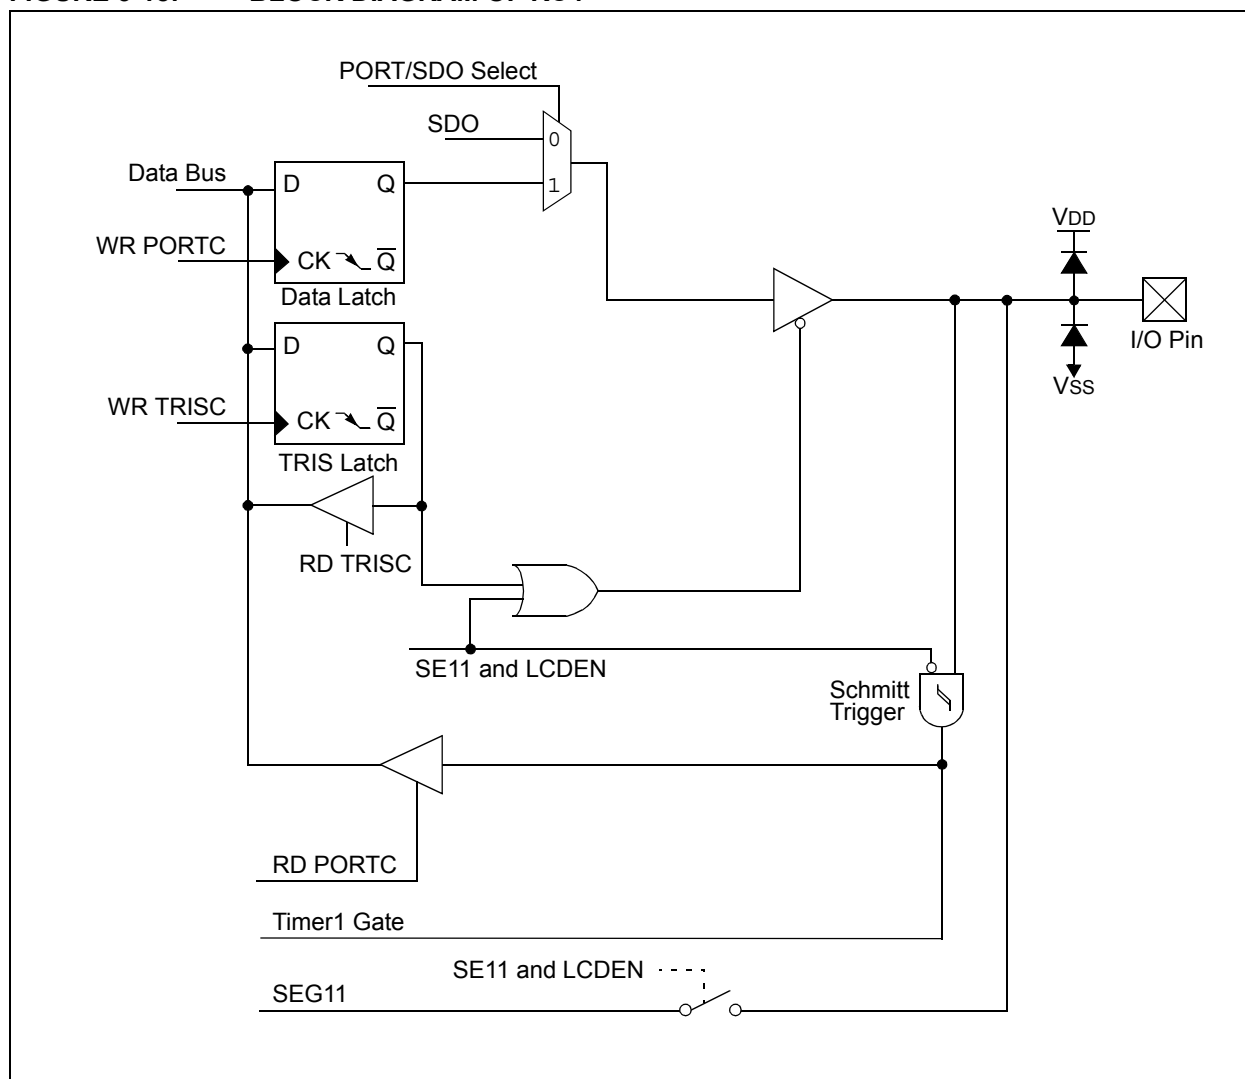 PORT/SDO Select
SDO
0
Data Bus
D
Q
1
VDD
WR PORTC
CK
Q
Data Latch
I/O Pin
D
Q
VSS
WR TRISC
CK
Q
TRIS Latch
RD TRISC
SE11 and LCDEN
Schmitt
Trigger
RD PORTC
Timer1 Gate
SE11 and LCDEN
SEG11